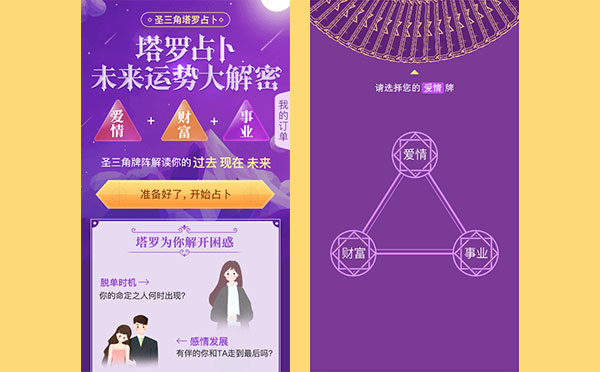 圣三角塔罗占卜
塔罗占卜
未来运势大解密
爱情
+
财富
+
事业
我的订单
圣三角牌阵解读你的过去 现在 未来
准备好了，开始占卜
塔罗为你解开困惑
脱单时机→
你的命定之人何时出现?
←感情发展
有伴的你和TA走到最后吗?
请选择您的 爱情 牌
爱情
财富
事业